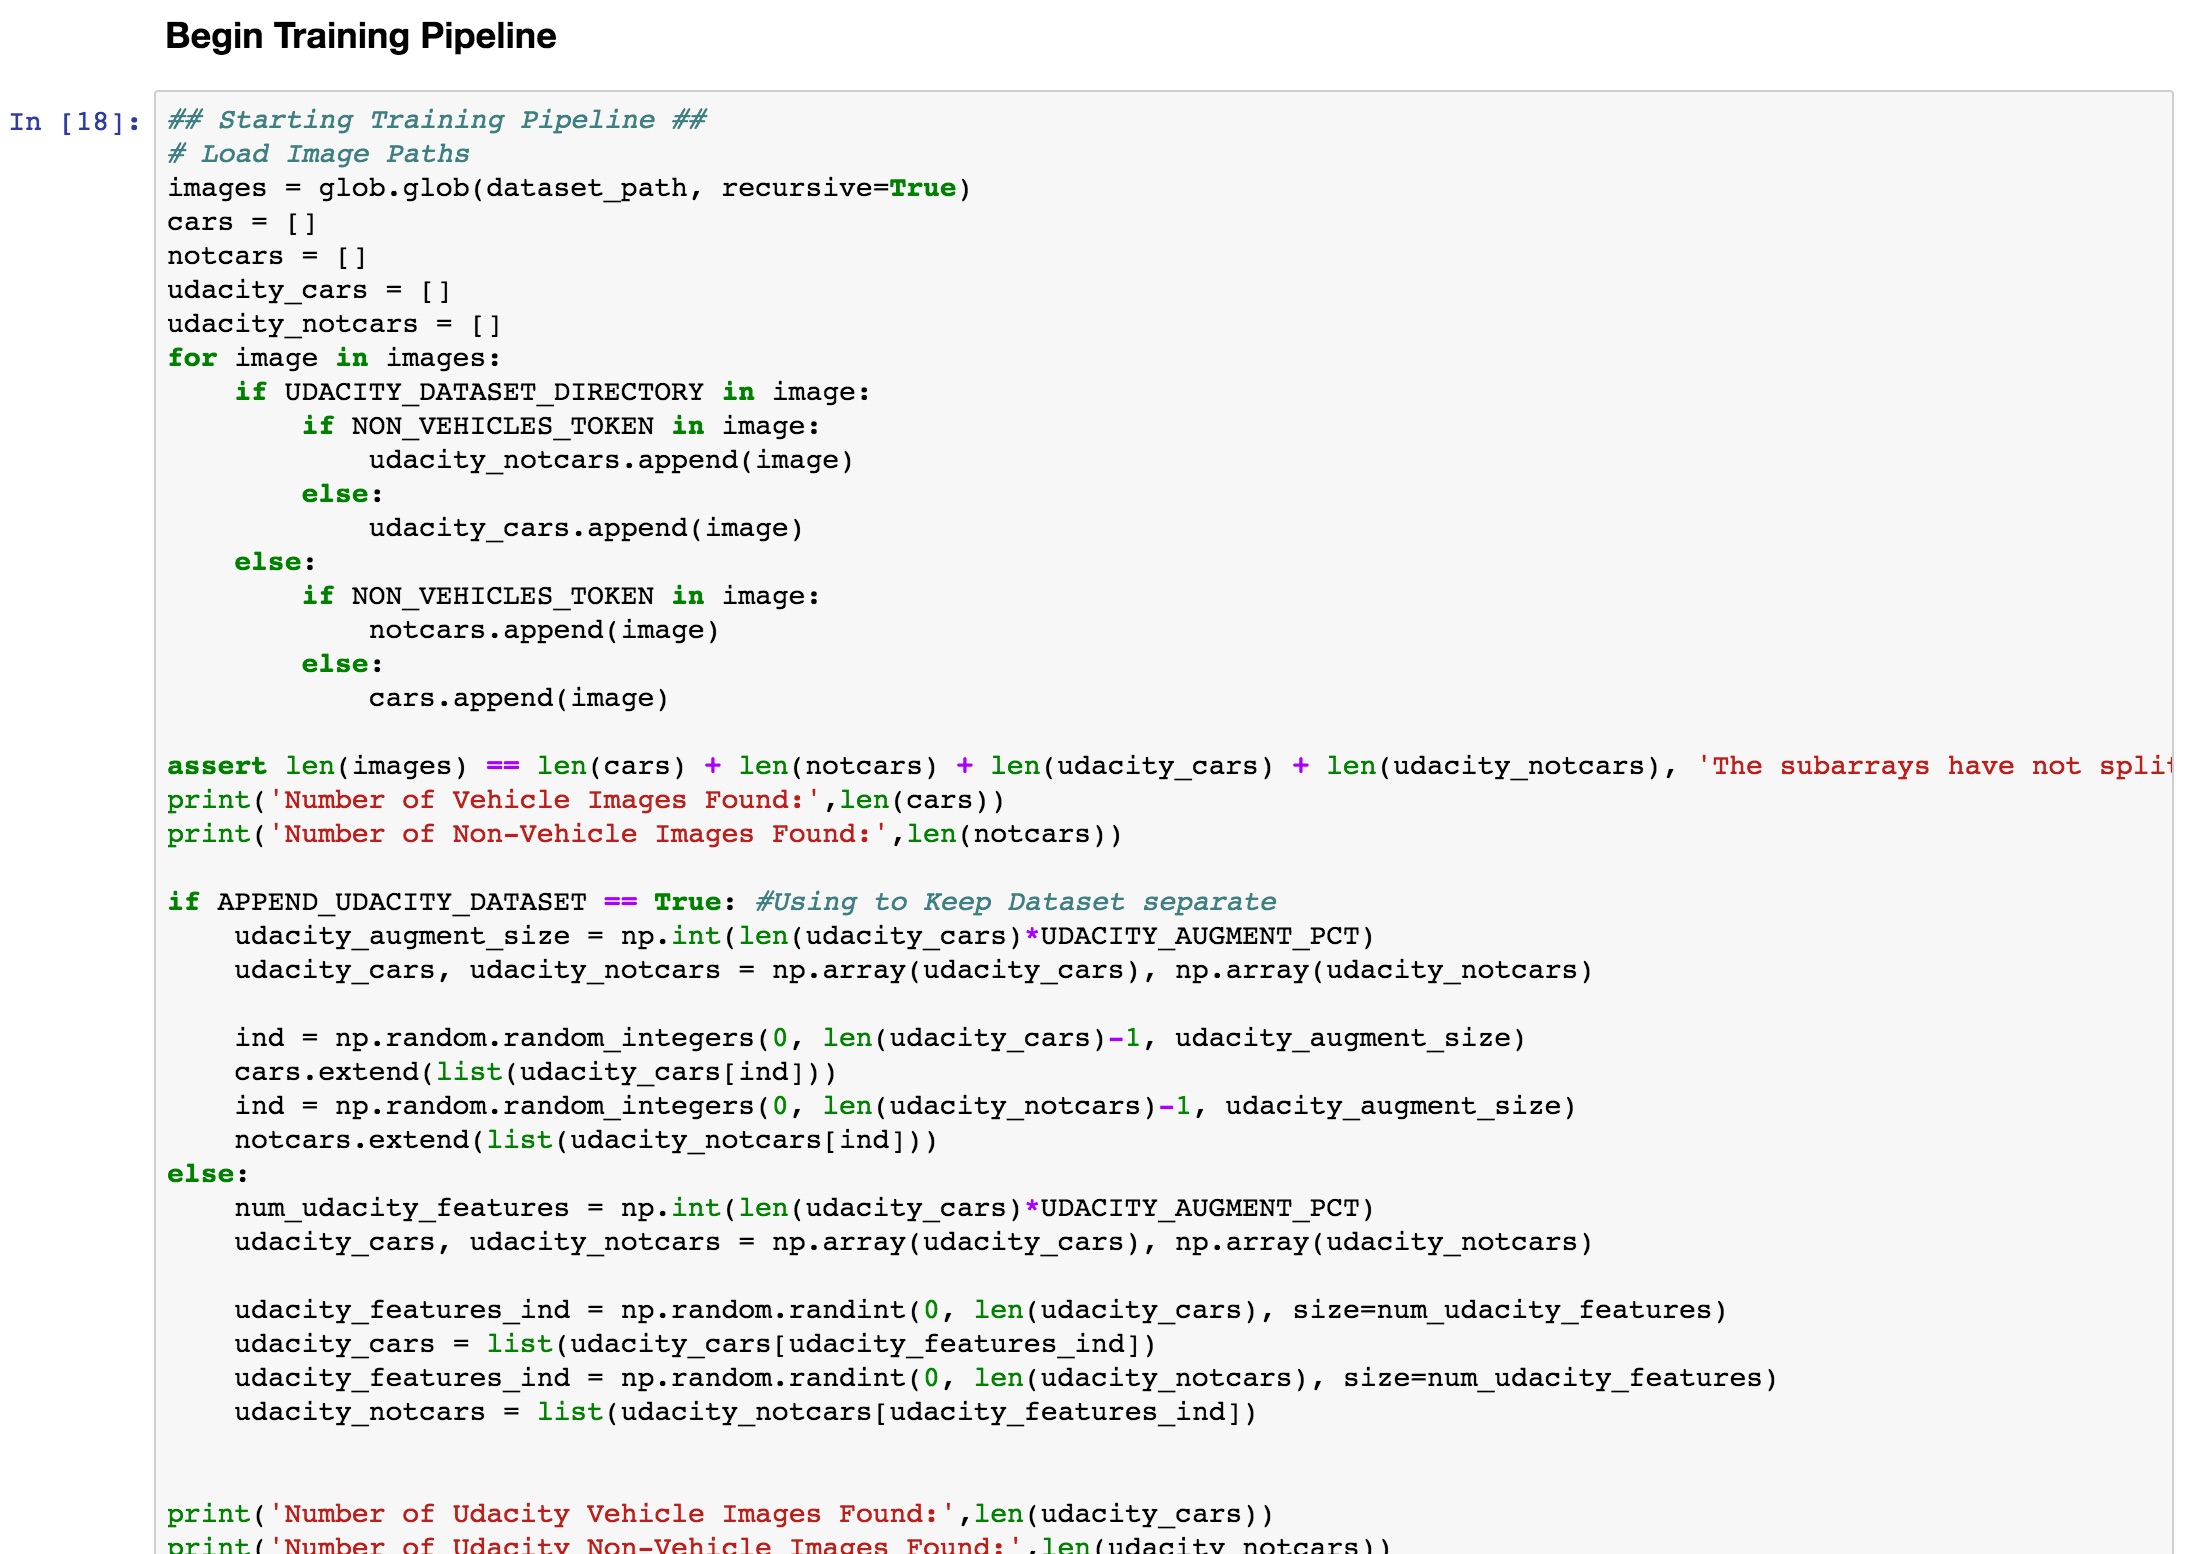 Begin Training Pipeline
In [18]:
## Starting Training Pipeline ##
# Load Image Paths
images = glob.glob(dataset_path, recursive=True)
cars = []
notcars = []
udacity_cars = []
udacity_notcars = []
for image in images:
    if UDACITY_DATASET_DIRECTORY in image:
        if NON_VEHICLES_TOKEN in image:
            udacity_notcars.append(image)
        else:
            udacity_cars.append(image)
    else:
        if NON_VEHICLES_TOKEN in image:
            notcars.append(image)
        else:
            cars.append(image)
assert len(images) == len(cars) + len(notcars) + len(udacity_cars) + len(udacity_notcars), 'The subarrays have not split
print('Number of Vehicle Images Found:',len(cars))
print('Number of Non-Vehicle Images Found:',len(notcars))
if APPEND_UDACITY_DATASET == True: #Using to Keep Dataset separate
    udacity_augment_size = np.int(len(udacity_cars)*UDACITY_AUGMENT_PCT)
    udacity_cars, udacity_notcars = np.array(udacity_cars), np.array(udacity_notcars)
    ind = np.random.random_integers(0, len(udacity_cars)-1, udacity_augment_size)
    cars.extend(list(udacity_cars[ind]))
    ind = np.random.random_integers(0, len(udacity_notcars)-1, udacity_augment_size)
    notcars.extend(list(udacity_notcars[ind]))
else:
    num_udacity_features = np.int(len(udacity_cars)*UDACITY_AUGMENT_PCT)
    udacity_cars, udacity_notcars = np.array(udacity_cars), np.array(udacity_notcars)
    udacity_features_ind = np.random.randint(0, len(udacity_cars), size=num_udacity_features)
    udacity_cars = list(udacity_cars[udacity_features_ind])
    udacity_features_ind = np.random.randint(0, len(udacity_notcars), size=num_udacity_features)
    udacity_notcars = list(udacity_notcars[udacity_features_ind])
print('Number of Udacity Vehicle Images Found:',len(udacity_cars))
print('Number of Udacity Non-Vehicle Images Found:',len(udacity_notcars))